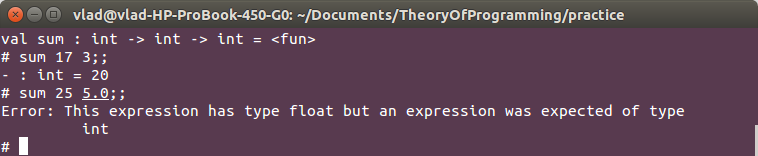 vlad@vlad-HP-ProBook-450-G0: ~/Documents/TheoryOfProgramming/practice
val sum : int -> int -> int = <fun>
# sum 17 3;;
- : int = 20
# sum 25 5.0;;
Error: This expression has type float but an expression was expected of type
         int
#